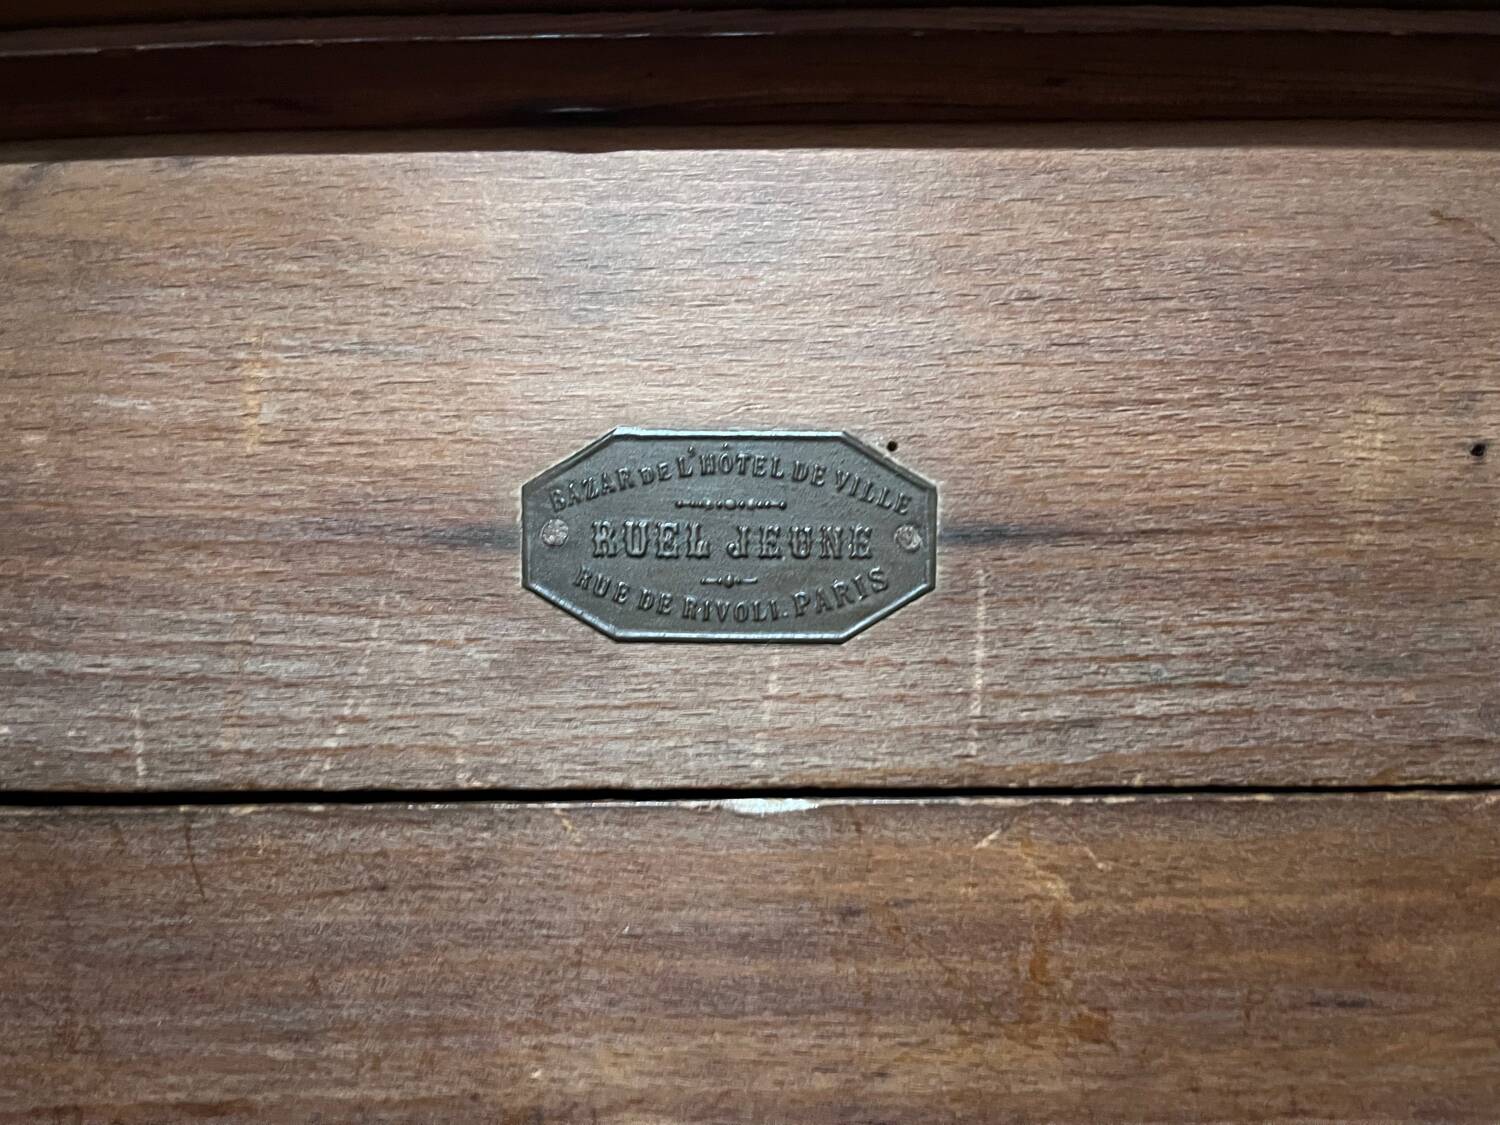 BAZAR DE L'HÔTEL DE VILLE
RUEL JEUNE
RUE DE RIVOLI. PARIS